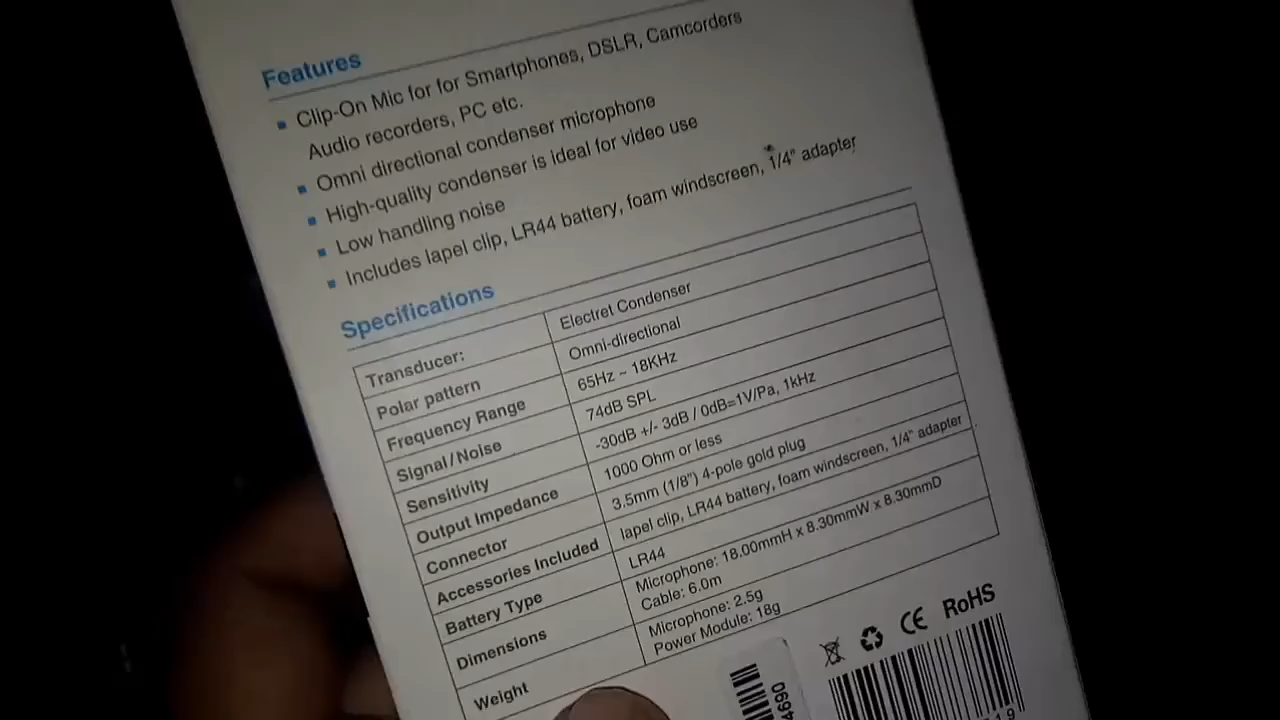 Features
▪ Clip-On Mic for for Smartphones, DSLR, Camcorders
Audio recorders, PC etc.
▪ Omni directional condenser microphone
▪ High-quality condenser is ideal for video use
▪ Low handling noise
▪ Includes lapel clip, LR44 battery, foam windscreen, 1/4" adapter
Specifications
Transducer: Electret Condenser
Polar pattern Omni-directional
Frequency Range 65Hz ~ 18KHz
Signal/Noise 74dB SPL
Sensitivity -30dB +/- 3dB / 0dB=1V/Pa, 1kHz
Output Impedance 1000 Ohm or less
Connector 3.5mm (1/8") 4-pole gold plug
Accessories Included lapel clip, LR44 battery, foam windscreen, 1/4" adapter
Battery Type LR44
Dimensions Microphone: 18.00mmH x 8.30mmW x 8.30mmD
Cable: 6.0m
Weight Microphone: 2.5g
Power Module: 18g
CE RoHS
4690